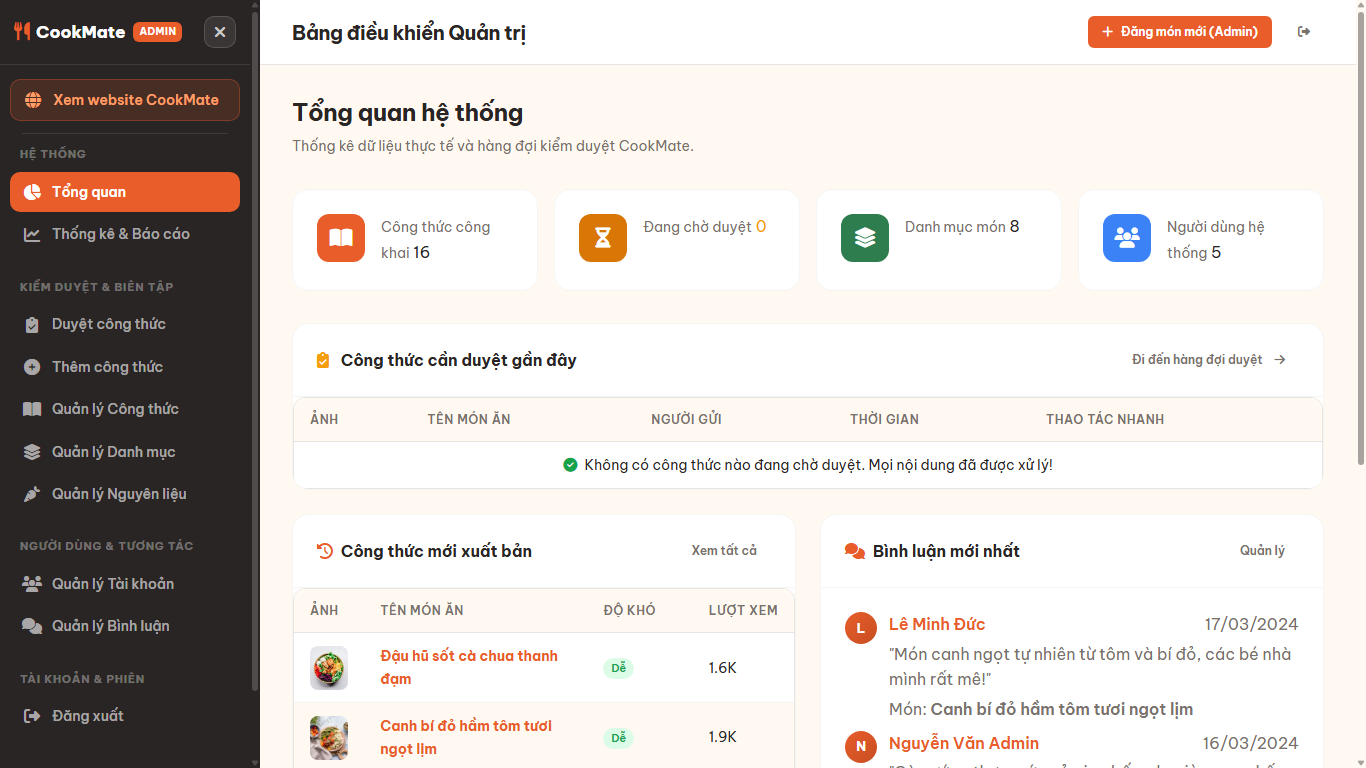 CookMate ADMIN
Xem website CookMate
HỆ THỐNG
Tổng quan
Thống kê & Báo cáo
KIỂM DUYỆT & BIÊN TẬP
Duyệt công thức
Thêm công thức
Quản lý Công thức
Quản lý Danh mục
Quản lý Nguyên liệu
NGƯỜI DÙNG & TƯƠNG TÁC
Quản lý Tài khoản
Quản lý Bình luận
TÀI KHOẢN & PHIÊN
Đăng xuất
Bảng điều khiển Quản trị
Đăng món mới (Admin)
Tổng quan hệ thống
Thống kê dữ liệu thực tế và hàng đợi kiểm duyệt CookMate.
Công thức công
khai 16
Đang chờ duyệt 0
Danh mục món 8
Người dùng hệ
thống 5
Công thức cần duyệt gần đây
Đi đến hàng đợi duyệt
ẢNH TÊN MÓN ĂN NGƯỜI GỬI THỜI GIAN THAO TÁC NHANH
Không có công thức nào đang chờ duyệt. Mọi nội dung đã được xử lý!
Công thức mới xuất bản
Xem tất cả
ẢNH TÊN MÓN ĂN ĐỘ KHÓ LƯỢT XEM
Đậu hũ sốt cà chua thanh
đạm
Dễ
1.6K
Canh bí đỏ hầm tôm tươi
ngọt lịm
Dễ
1.9K
Bình luận mới nhất
Quản lý
L
Lê Minh Đức
17/03/2024
"Món canh ngọt tự nhiên từ tôm và bí đỏ, các bé nhà
mình rất mê!"
Món: Canh bí đỏ hầm tôm tươi ngọt lịm
N
Nguyễn Văn Admin
16/03/2024